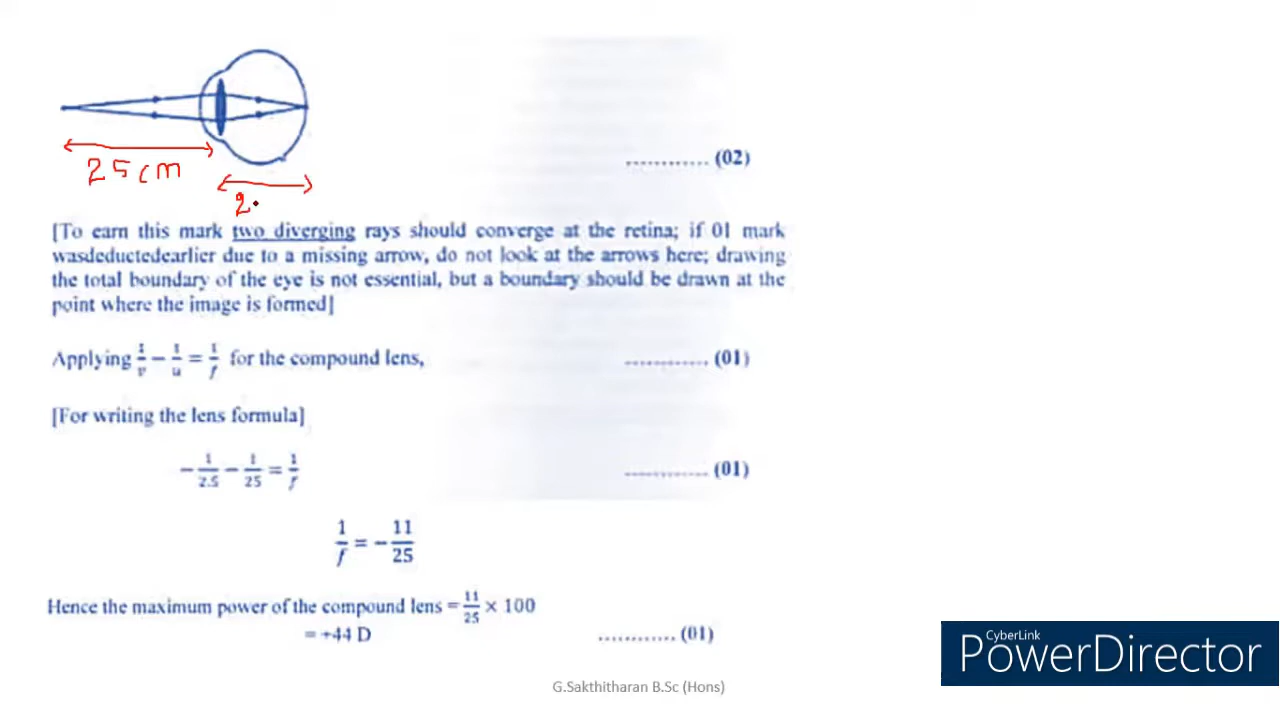 25cm
2.
............ (02)
[To earn this mark two diverging rays should converge at the retina; if 01 mark
wasdeductedearlier due to a missing arrow, do not look at the arrows here; drawing
the total boundary of the eye is not essential, but a boundary should be drawn at the
point where the image is formed]
Applying 1/v − 1/u = 1/f for the compound lens, ............ (01)
[For writing the lens formula]
− 1/2.5 − 1/25 = 1/f ............ (01)
1/f = − 11/25
Hence the maximum power of the compound lens = 11/25 × 100
= +44 D ............ (01)
CyberLink
PowerDirector
G.Sakthitharan B.Sc (Hons)